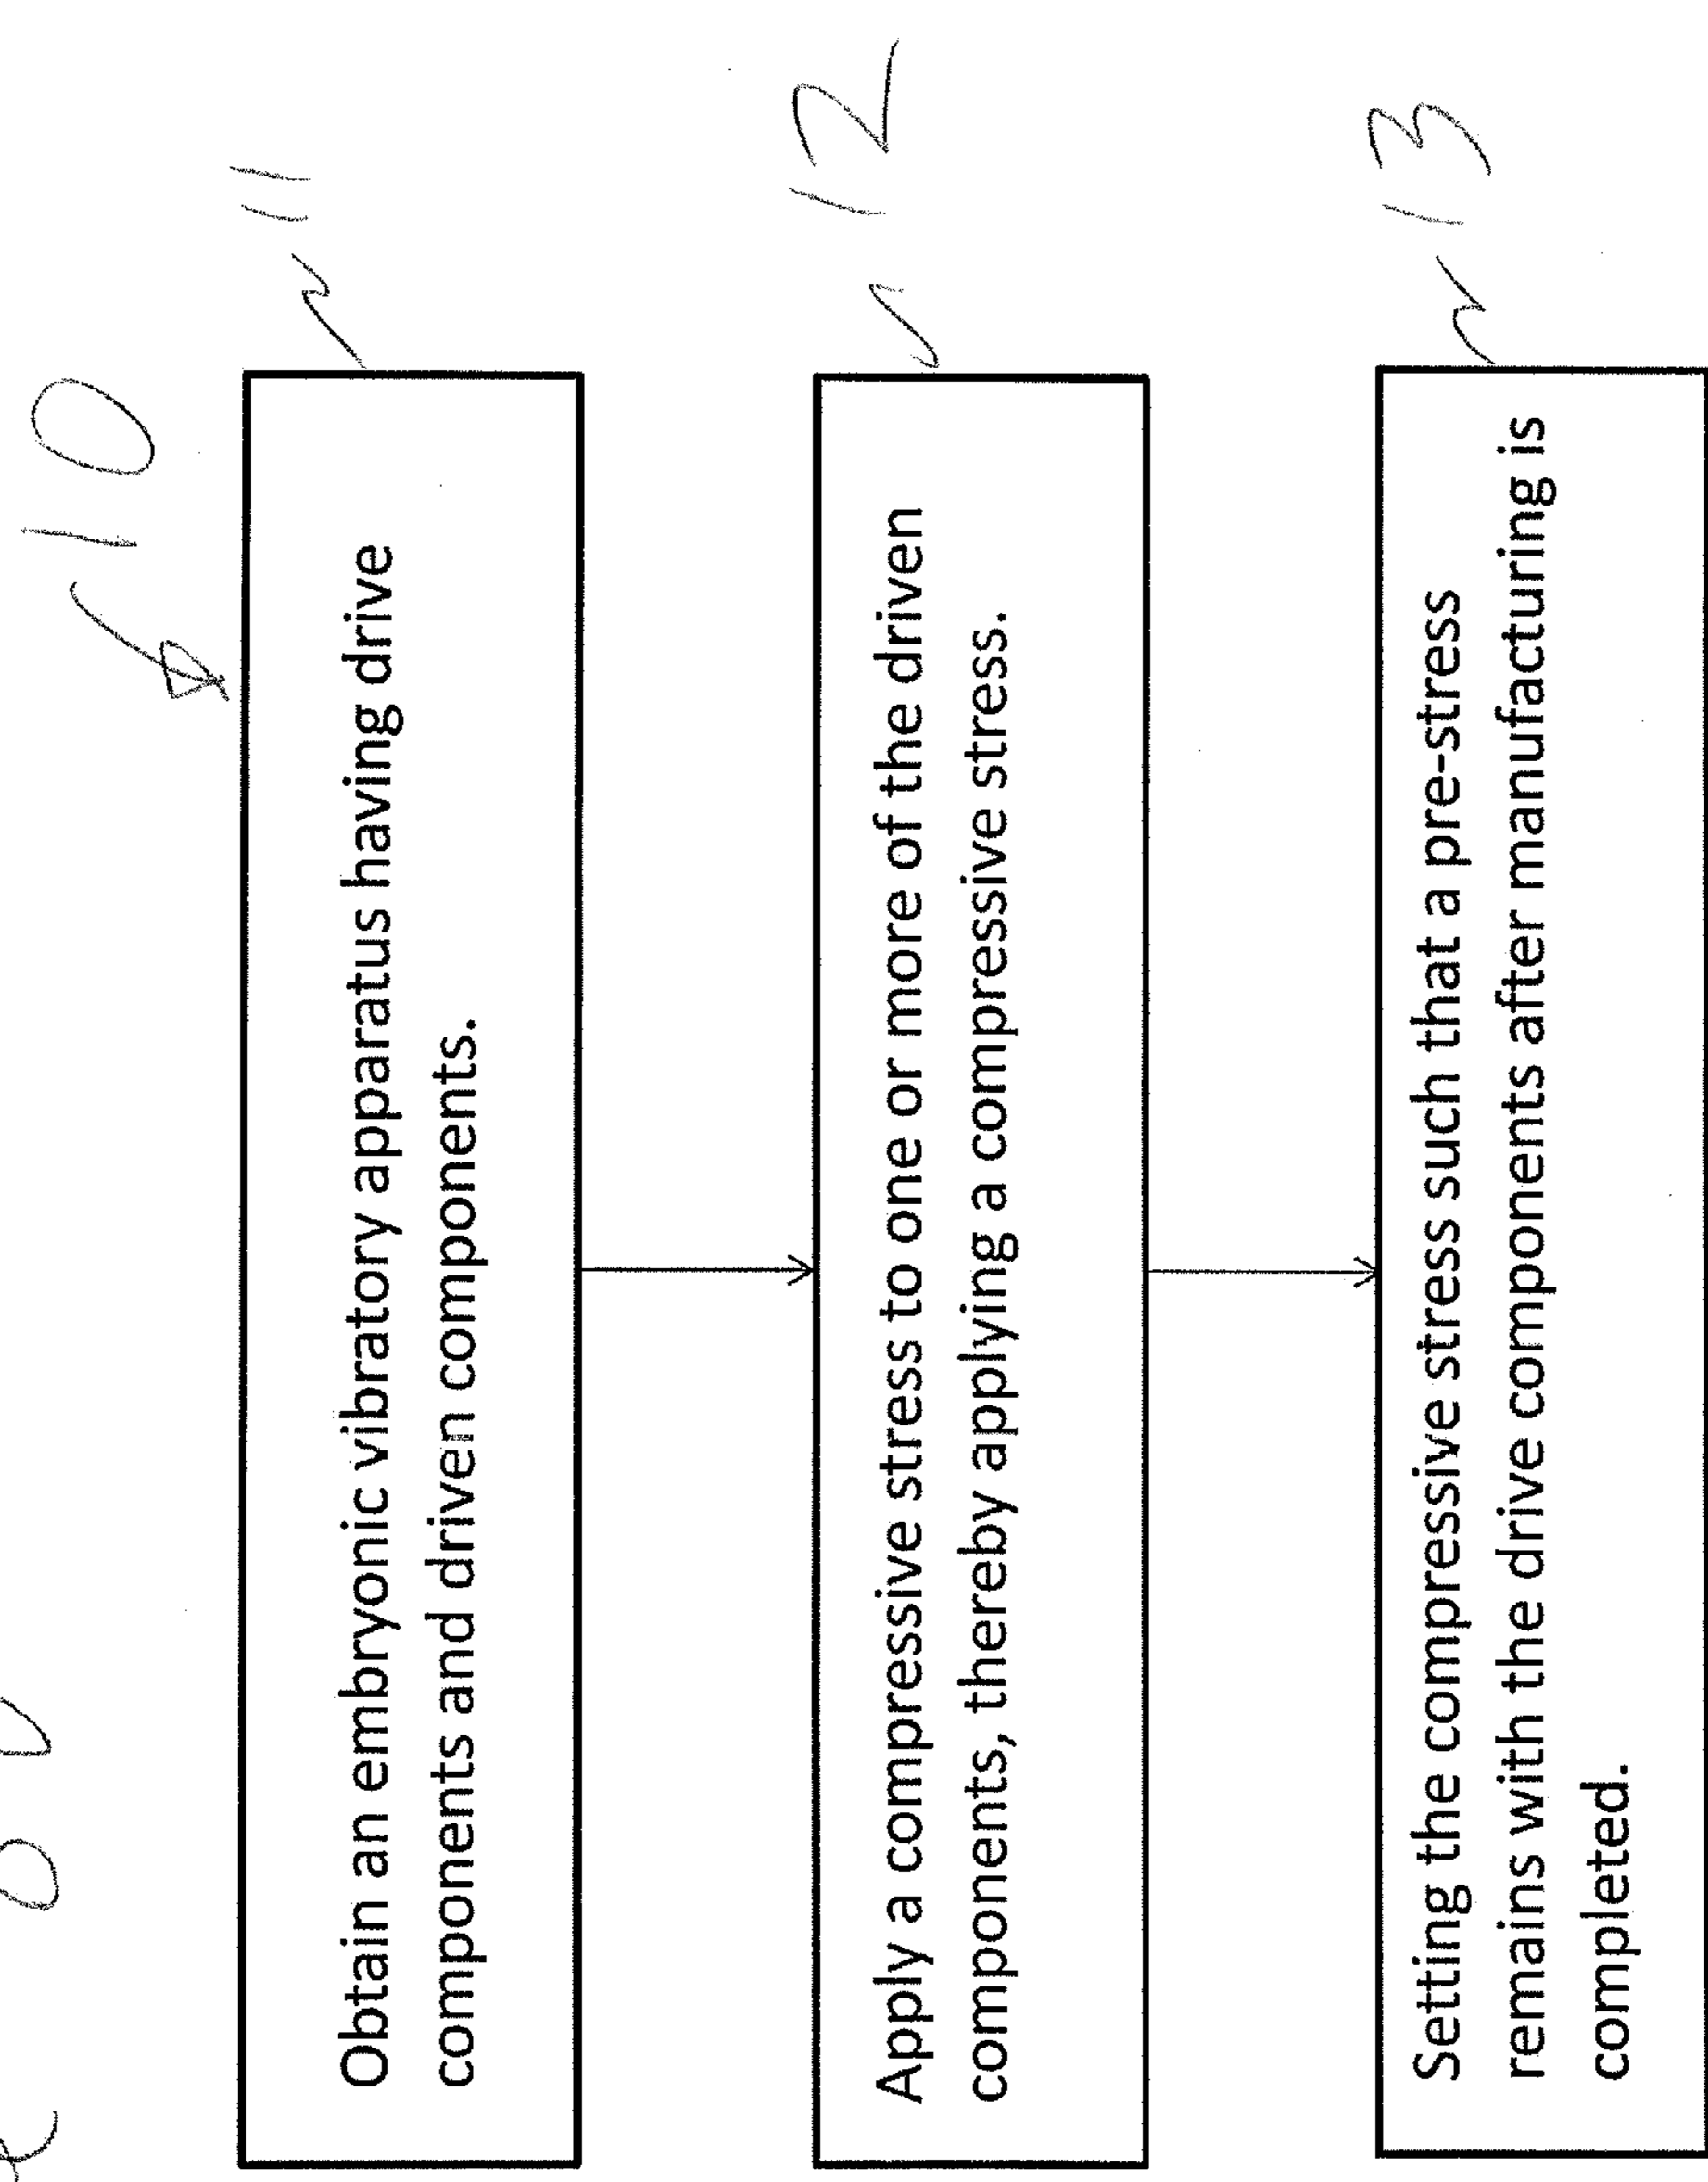 10
Obtain an embryonic vibratory apparatus having drive
components and driven components.
11
Apply a compressive stress to one or more of the driven
components, thereby applying a compressive stress.
12
Setting the compressive stress such that a pre-stress
remains with the drive components after manufacturing is
completed.
13